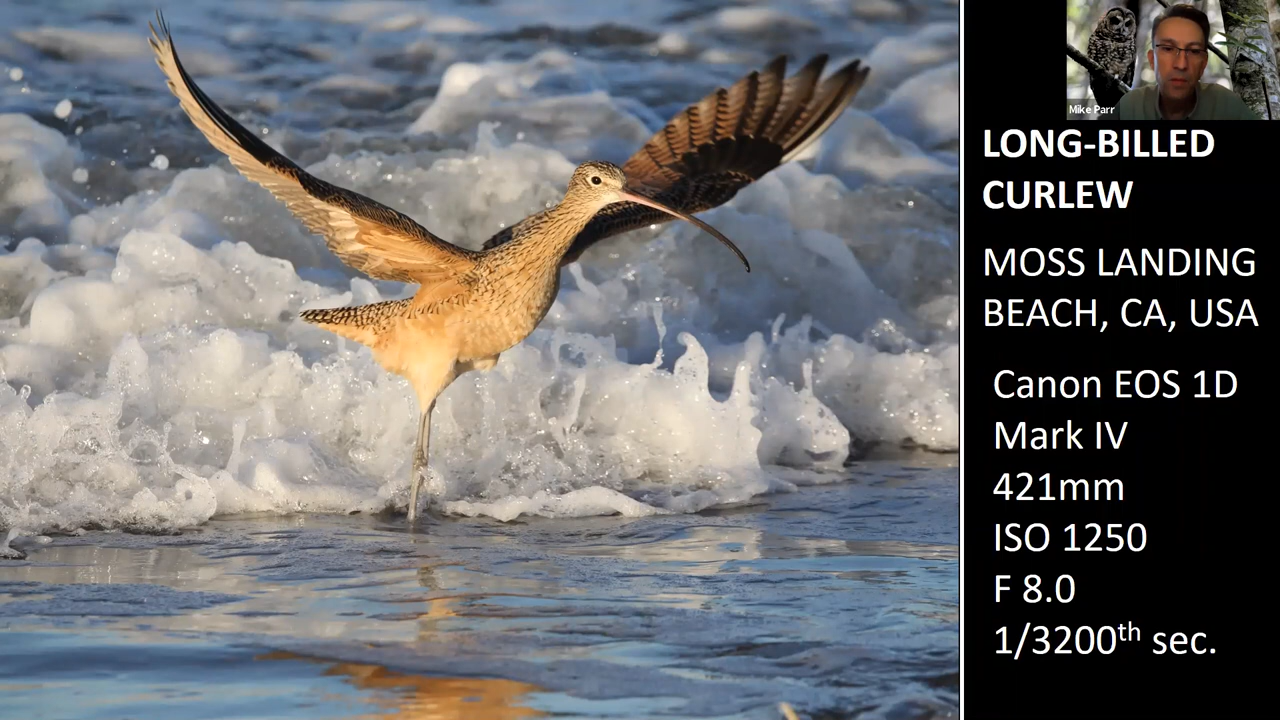 Mike Parr
LONG-BILLED
CURLEW
MOSS LANDING
BEACH, CA, USA
Canon EOS 1D
Mark IV
421mm
ISO 1250
F 8.0
1/3200th sec.